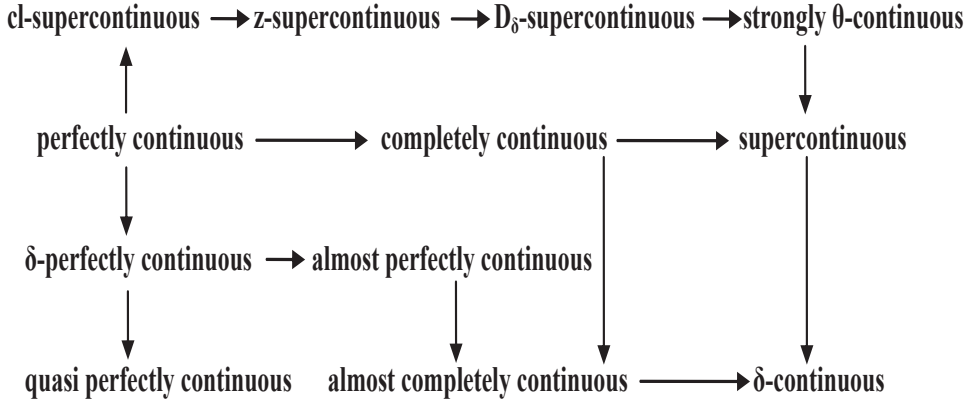 cl-supercontinuous z-supercontinuous D_δ-supercontinuous strongly θ-continuous
perfectly continuous completely continuous supercontinuous
δ-perfectly continuous almost perfectly continuous
quasi perfectly continuous almost completely continuous δ-continuous